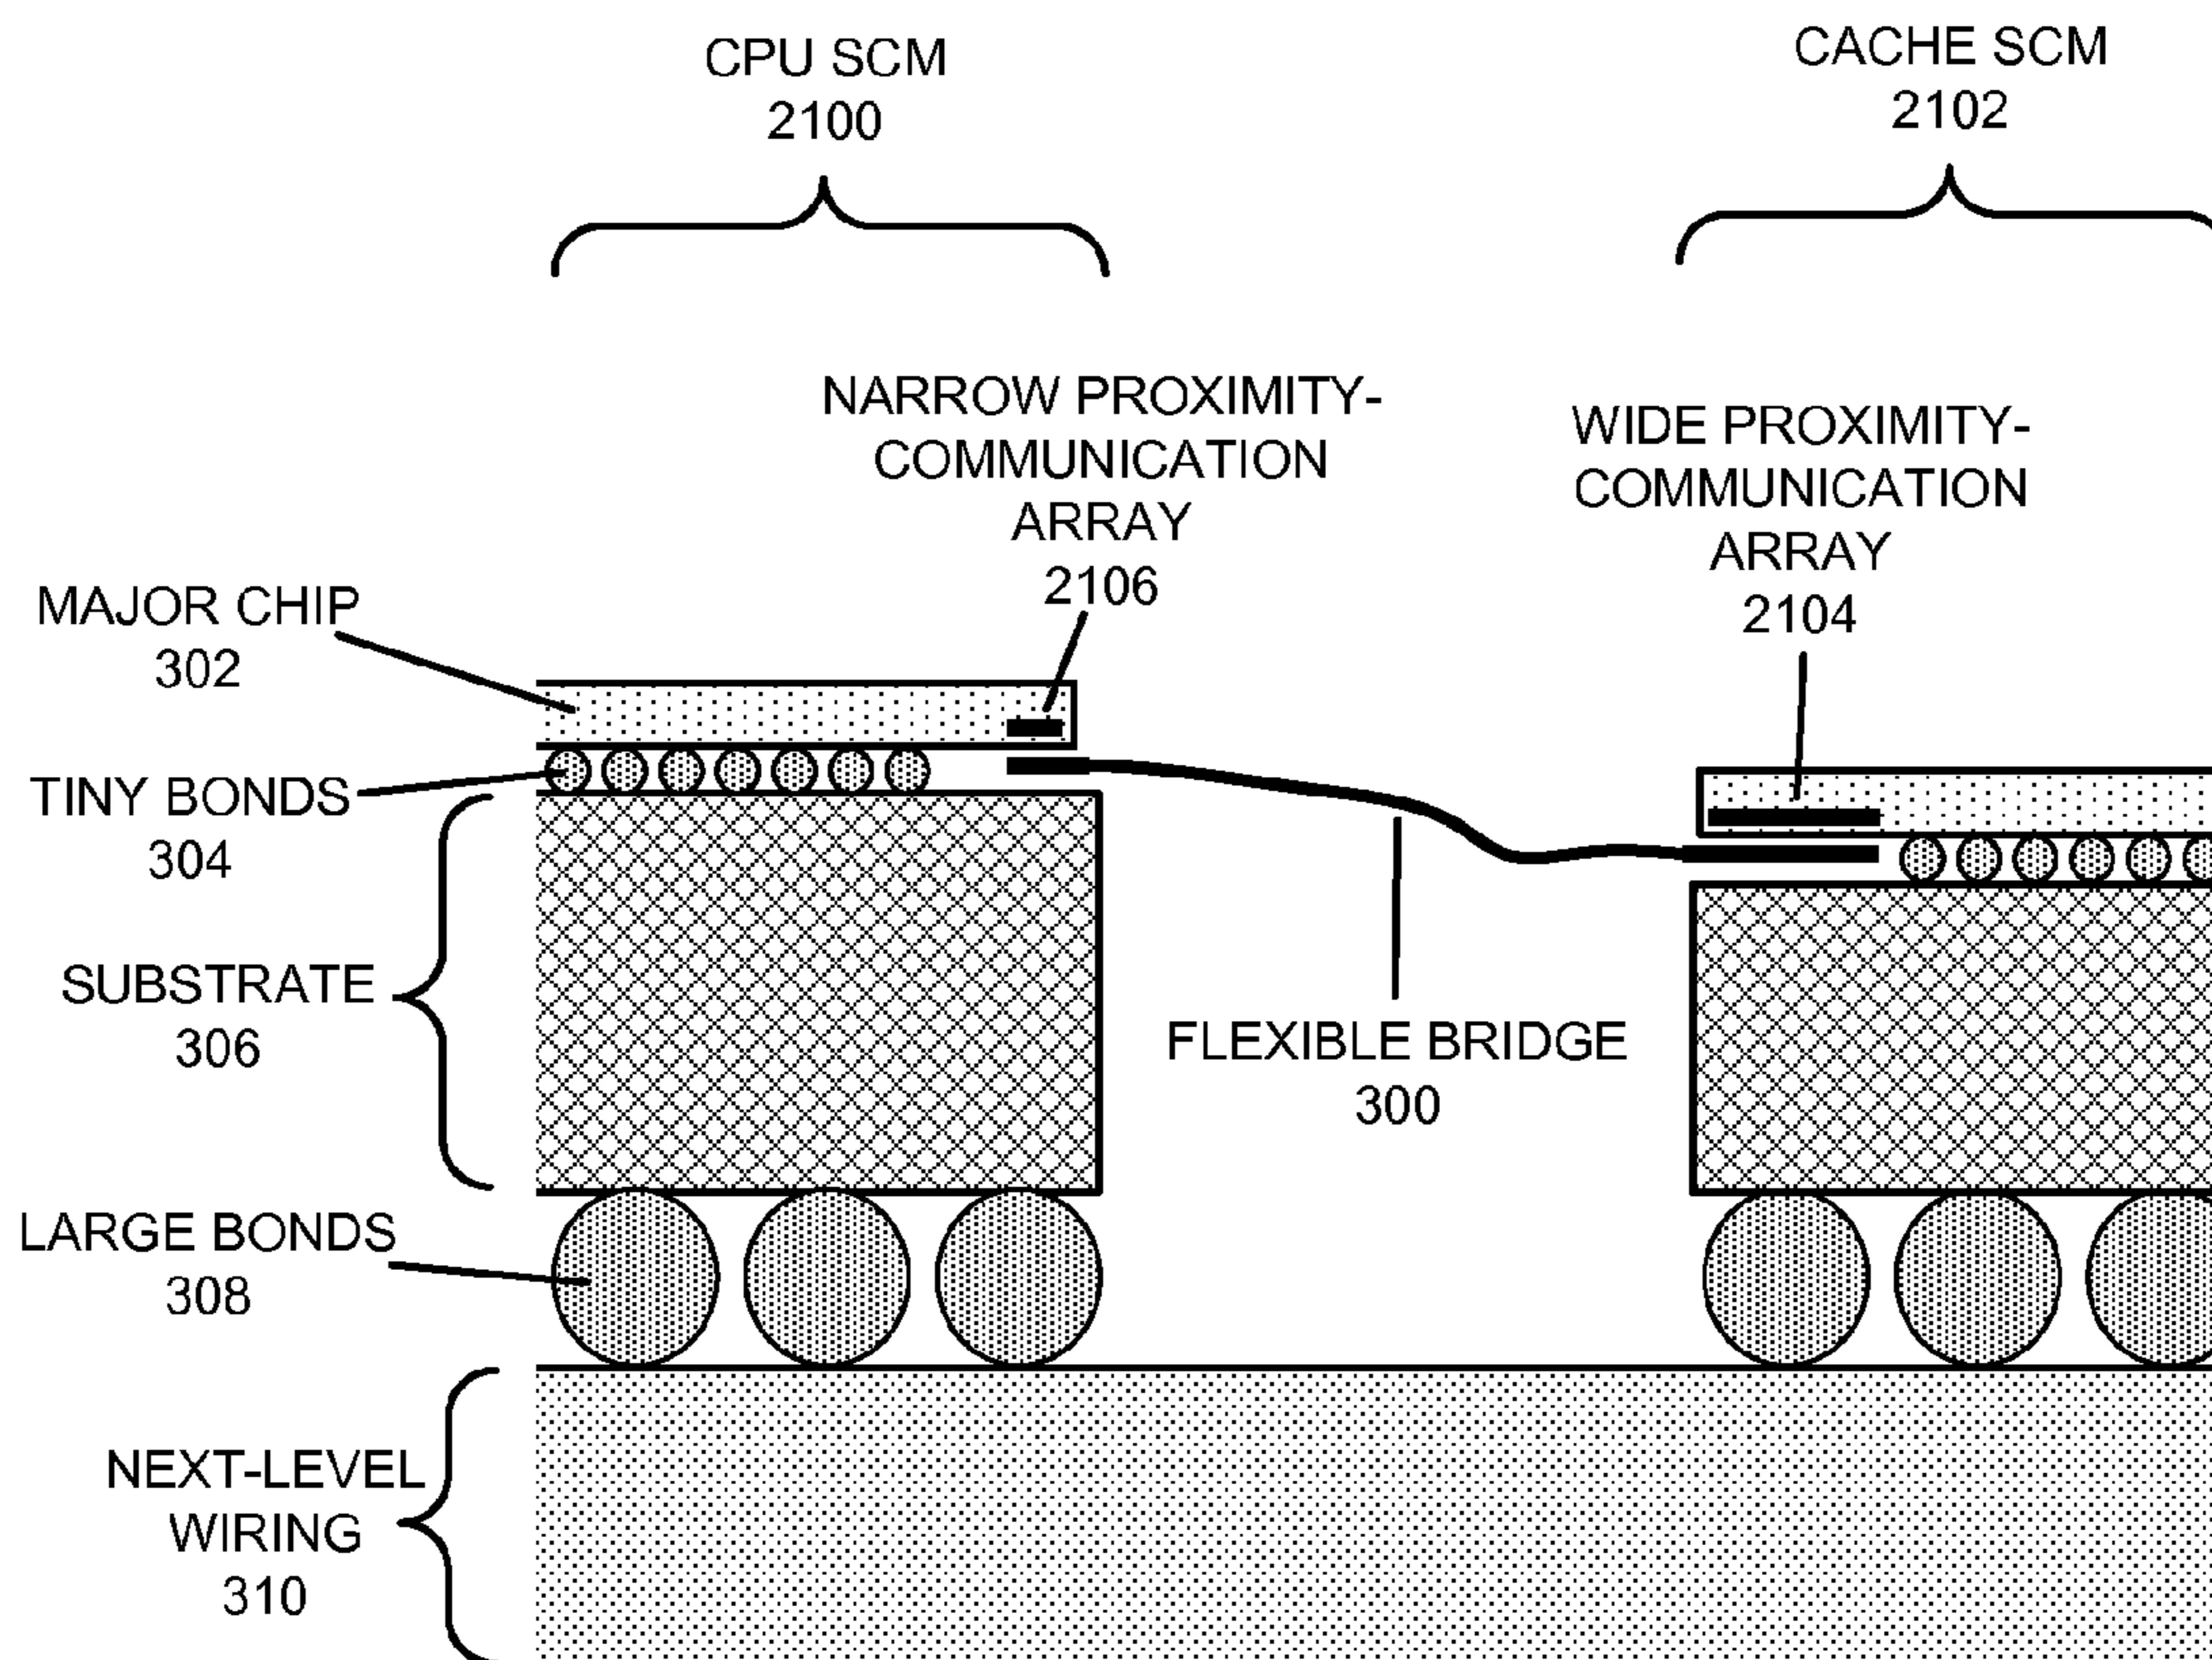 CPU SCM
2100
CACHE SCM
2102
NARROW PROXIMITY-
COMMUNICATION
ARRAY
2106
WIDE PROXIMITY-
COMMUNICATION
ARRAY
2104
MAJOR CHIP
302
TINY BONDS
304
SUBSTRATE
306
FLEXIBLE BRIDGE
300
LARGE BONDS
308
NEXT-LEVEL
WIRING
310